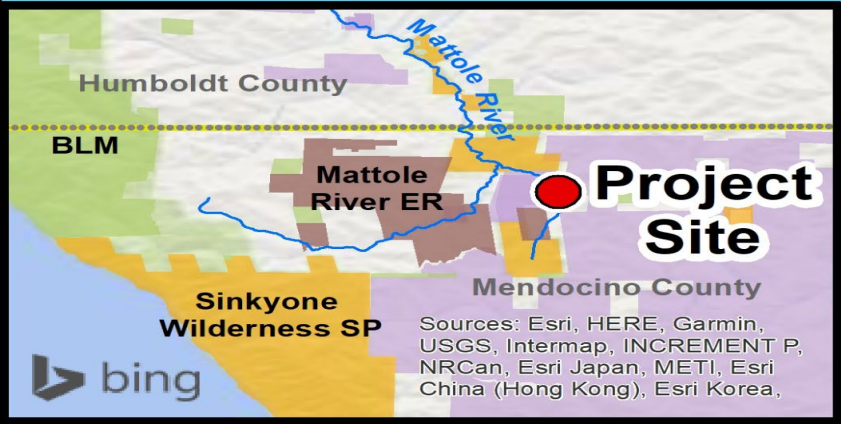 Mattole River
Humboldt County
BLM
Mattole
River ER
Project
Site
Mendocino County
Sinkyone
Wilderness SP
Sources: Esri, HERE, Garmin,
USGS, Intermap, INCREMENT P,
NRCan, Esri Japan, METI, Esri
China (Hong Kong), Esri Korea,
bing